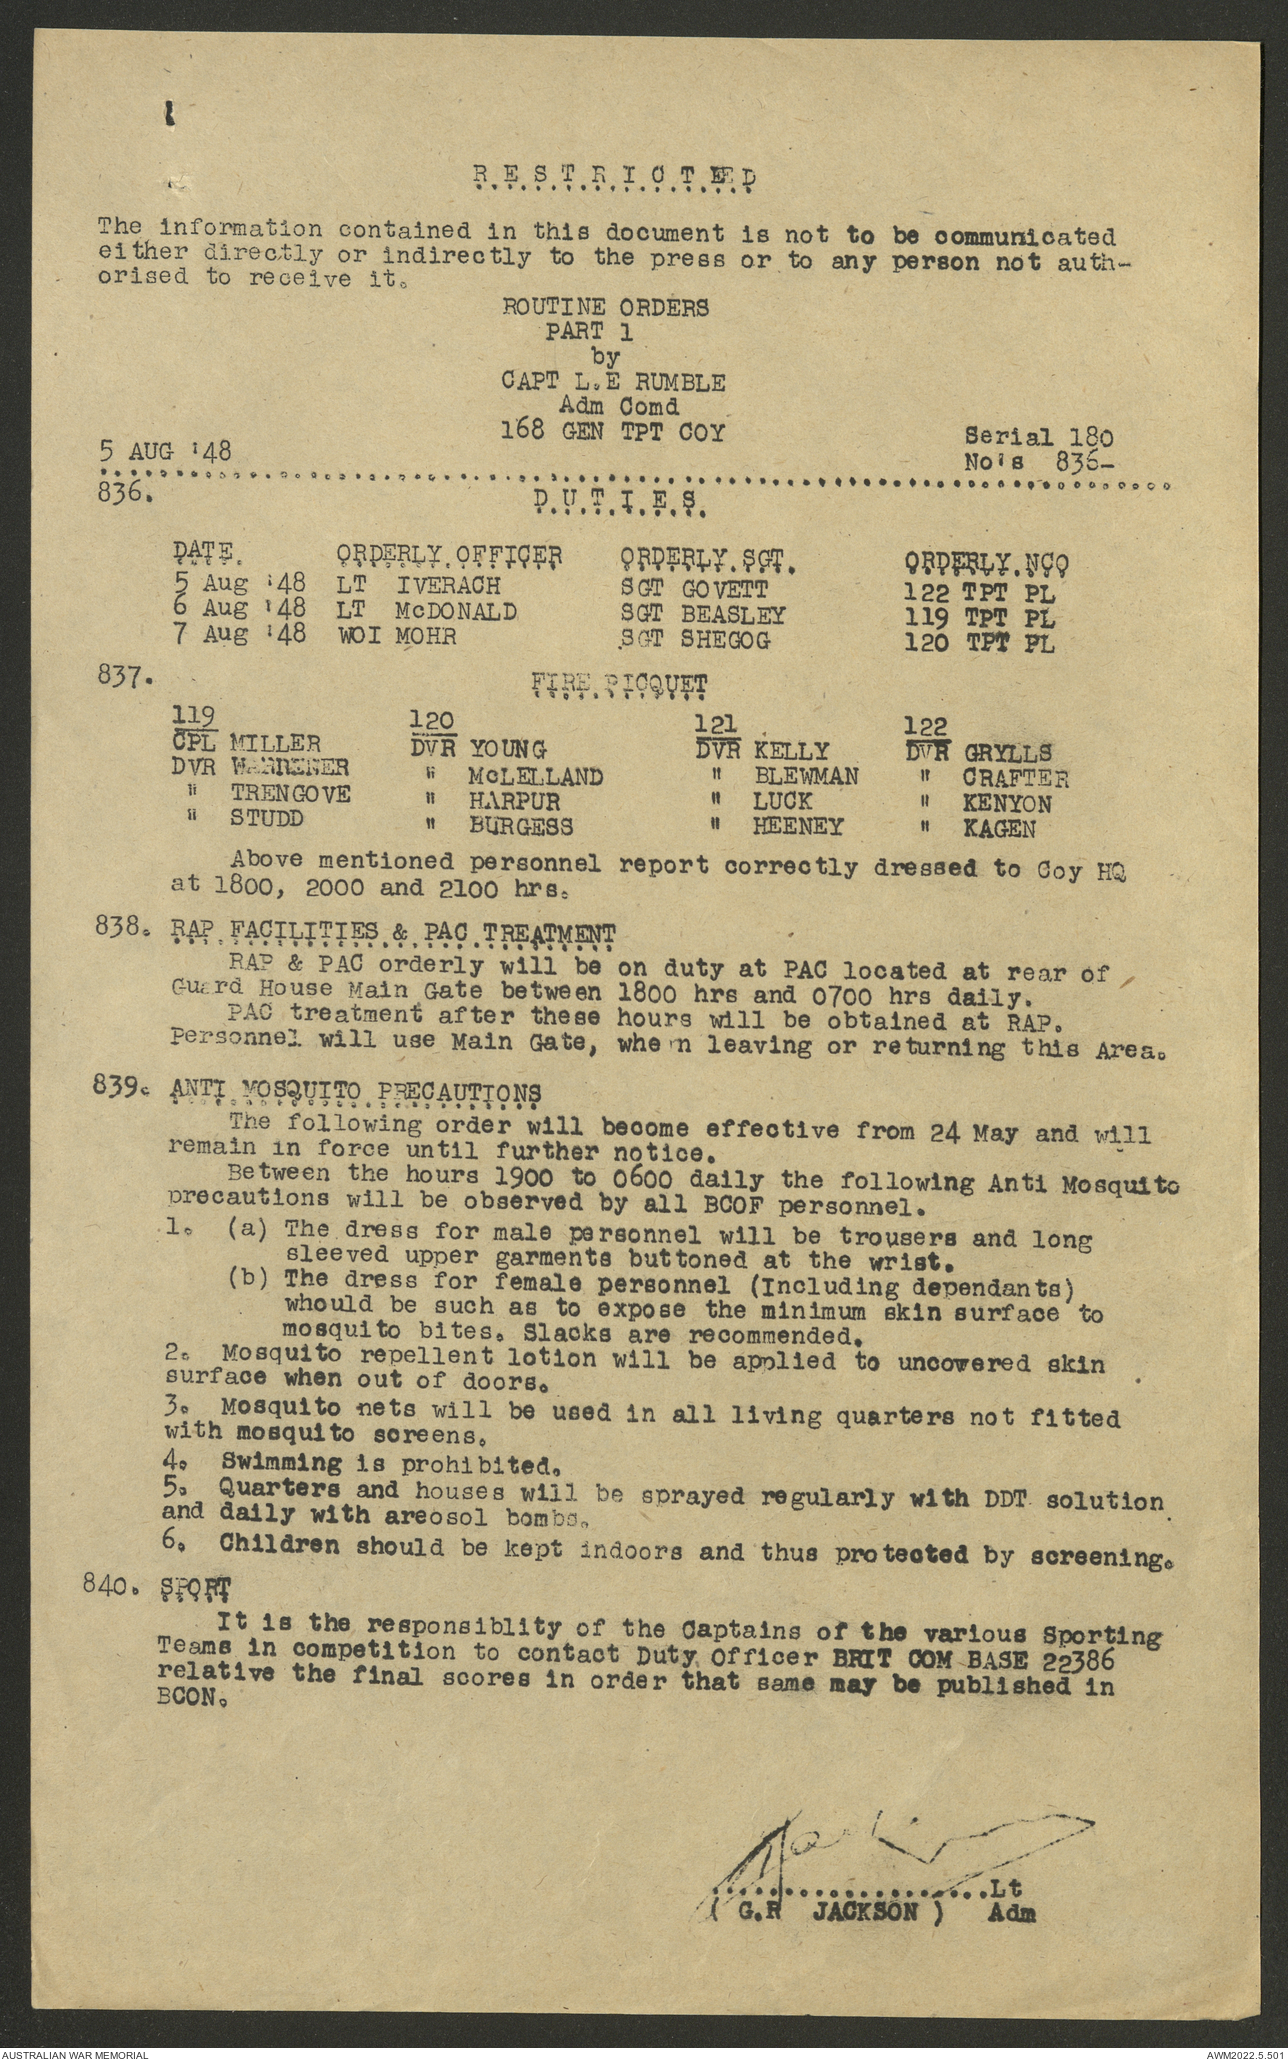 RESTRICTED
The information contained in this document is not to be communicated
either directly or indirectly to the press or to any person not auth-
orised to receive it.
ROUTINE ORDERS
PART 1
by
CAPT L.E RUMBLE
Adm Comd
168 GEN TPT COY
5 AUG '48
Serial 180
No's 836-
836. DUTIES
DATE. ORDERLY OFFICER ORDERLY SGT. ORDERLY NCO
5 Aug '48 LT IVERACH SGT GOVETT 122 TPT PL
6 Aug '48 LT McDONALD SGT BEASLEY 119 TPT PL
7 Aug '48 WOI MOHR SGT SHEGOG 120 TPT PL
837. FIRE PICQUET
119 120 121 122
CPL MILLER DVR YOUNG DVR KELLY DVR GRYLLS
DVR " McLELLAND " BLEWMAN " CRAFTER
" TRENGOVE " HARPUR " LUCK " KENYON
" STUDD " BURGESS " HEENEY " KAGEN
Above mentioned personnel report correctly dressed to Coy HQ
at 1800, 2000 and 2100 hrs.
838. RAP FACILITIES & PAC TREATMENT
RAP & PAC orderly will be on duty at PAC located at rear of
Guard House Main Gate between 1800 hrs and 0700 hrs daily.
PAC treatment after these hours will be obtained at RAP.
Personnel will use Main Gate, when leaving or returning this Area.
839. ANTI MOSQUITO PRECAUTIONS
The following order will become effective from 24 May and will
remain in force until further notice.
Between the hours 1900 to 0600 daily the following Anti Mosquito
precautions will be observed by all BCOF personnel.
1. (a) The dress for male personnel will be trousers and long
sleeved upper garments buttoned at the wrist.
(b) The dress for female personnel (Including dependants)
whould be such as to expose the minimum skin surface to
mosquito bites. Slacks are recommended.
2. Mosquito repellent lotion will be applied to uncovered skin
surface when out of doors.
3. Mosquito nets will be used in all living quarters not fitted
with mosquito screens.
4. Swimming is prohibited.
5. Quarters and houses will be sprayed regularly with DDT solution
and daily with areosol bombs.
6. Children should be kept indoors and thus protected by screening.
840. SPORT
It is the responsiblity of the Captains of the various Sporting
Teams in competition to contact Duty Officer BRIT COM BASE 22386
relative the final scores in order that same may be published in
BCON.
Jackson
....................Lt
( G.R JACKSON ) Adm
AUSTRALIAN WAR MEMORIAL
AWM2022.5.501